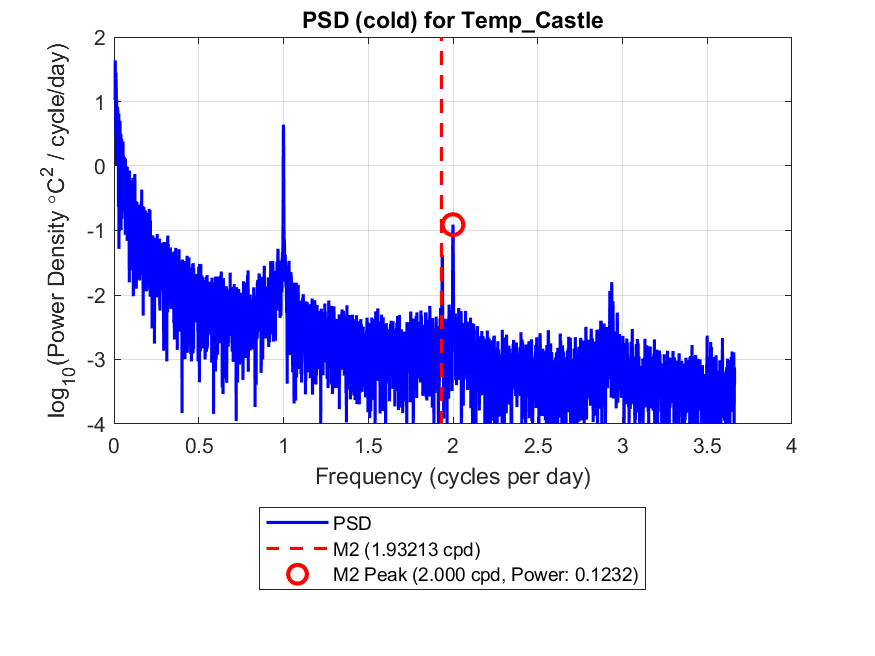 PSD (cold) for Temp_Castle
log10(Power Density °C2 / cycle/day)
2
1
0
-1
-2
-3
-4
0 0.5 1 1.5 2 2.5 3 3.5 4
Frequency (cycles per day)
PSD
M2 (1.93213 cpd)
M2 Peak (2.000 cpd, Power: 0.1232)